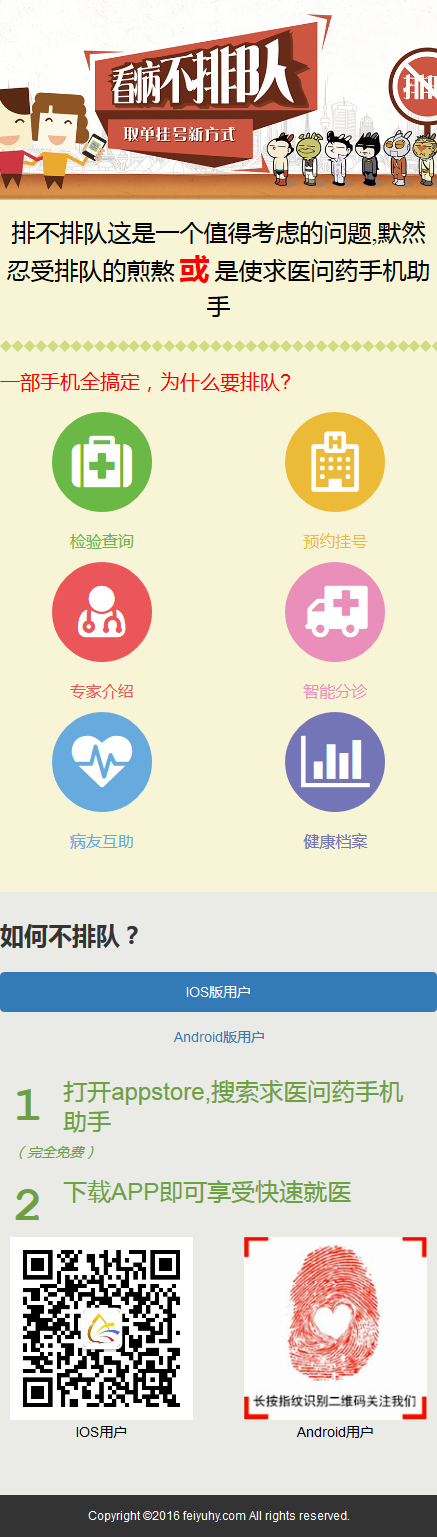 看病不排队
取单挂号新方式
排
排不排队这是一个值得考虑的问题,默然
忍受排队的煎熬 或 是使求医问药手机助
手
一部手机全搞定，为什么要排队?
检验查询
预约挂号
专家介绍
智能分诊
病友互助
健康档案
如何不排队？
IOS版用户
Android版用户
1 打开appstore,搜索求医问药手机
助手
（完全免费）
2 下载APP即可享受快速就医
长按指纹识别二维码关注我们
IOS用户
Android用户
Copyright ©2016 feiyuhy.com All rights reserved.